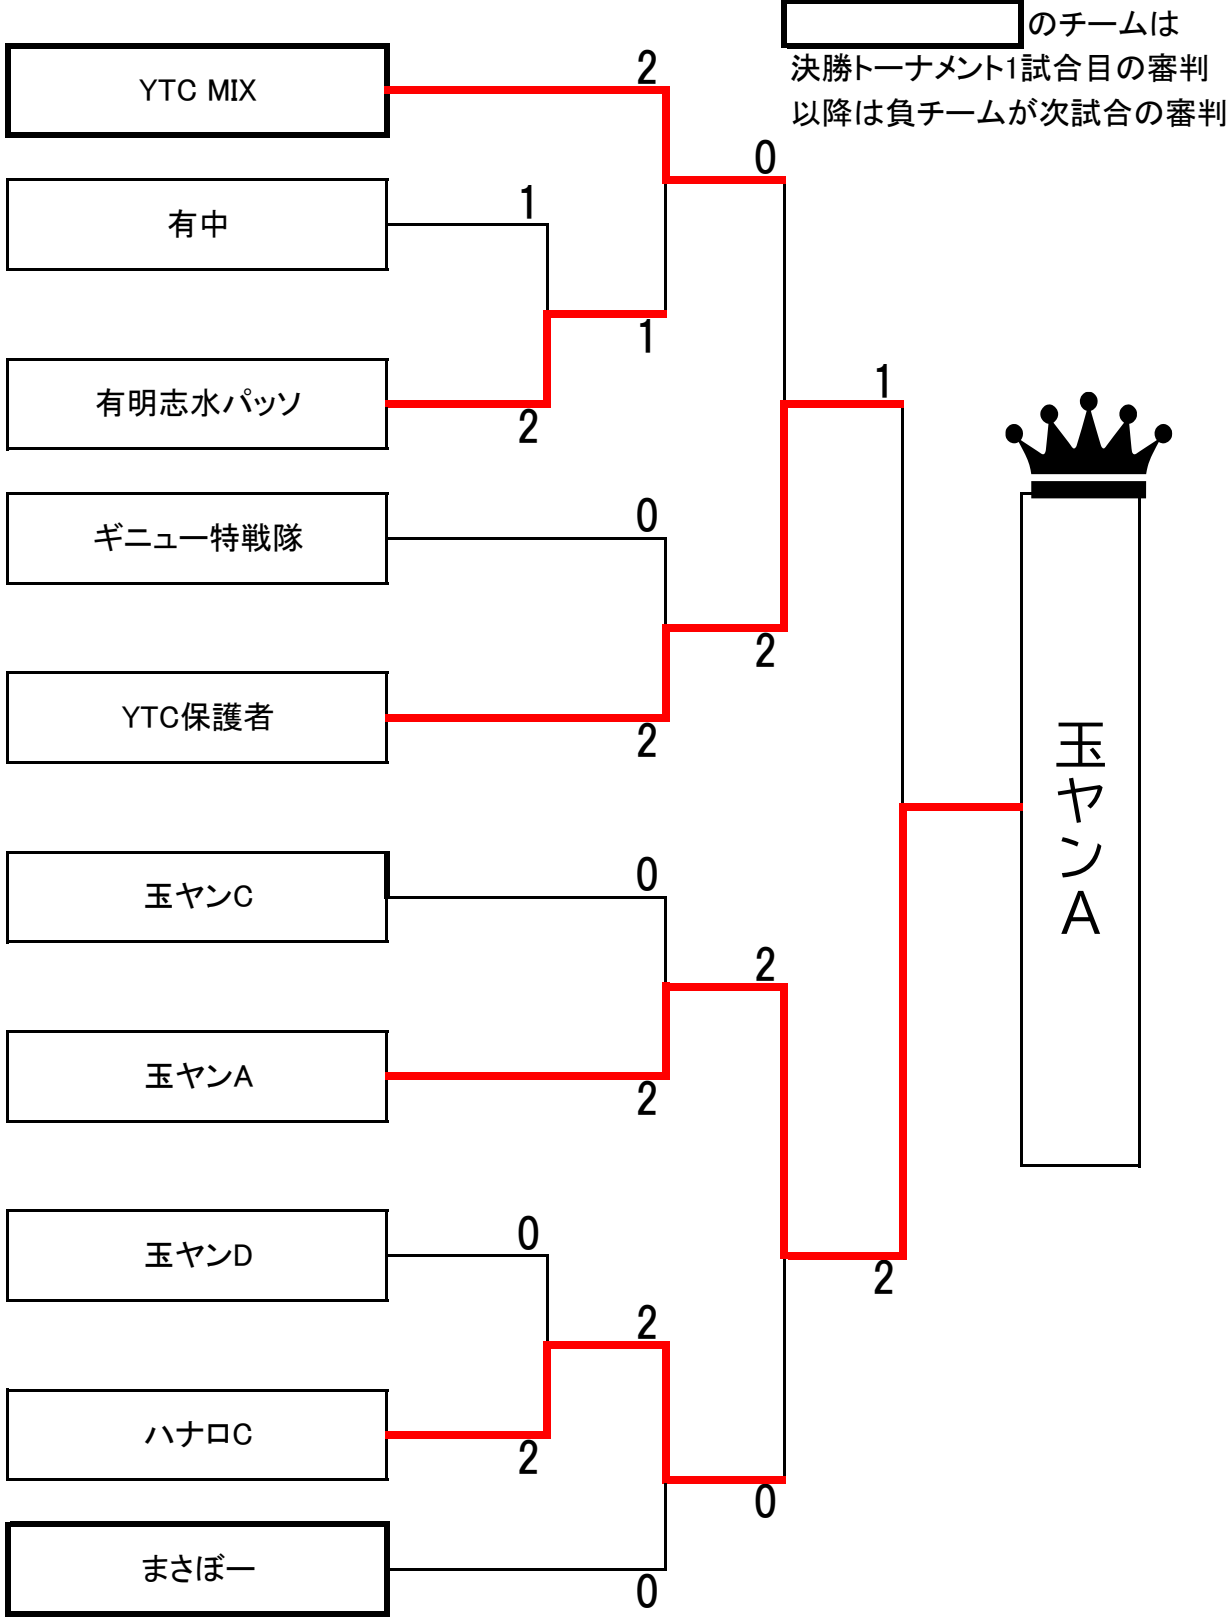 のチームは
決勝トーナメント1試合目の審判
以降は負チームが次試合の審判
YTC MIX
2
0
有中
1
1
有明志水パッソ
2
1
ギニュー特戦隊
0
2
YTC保護者
2
玉ヤンA
玉ヤンC
0
2
玉ヤンA
2
玉ヤンD
0
2
2
ハナロC
2
0
まさぼー
0